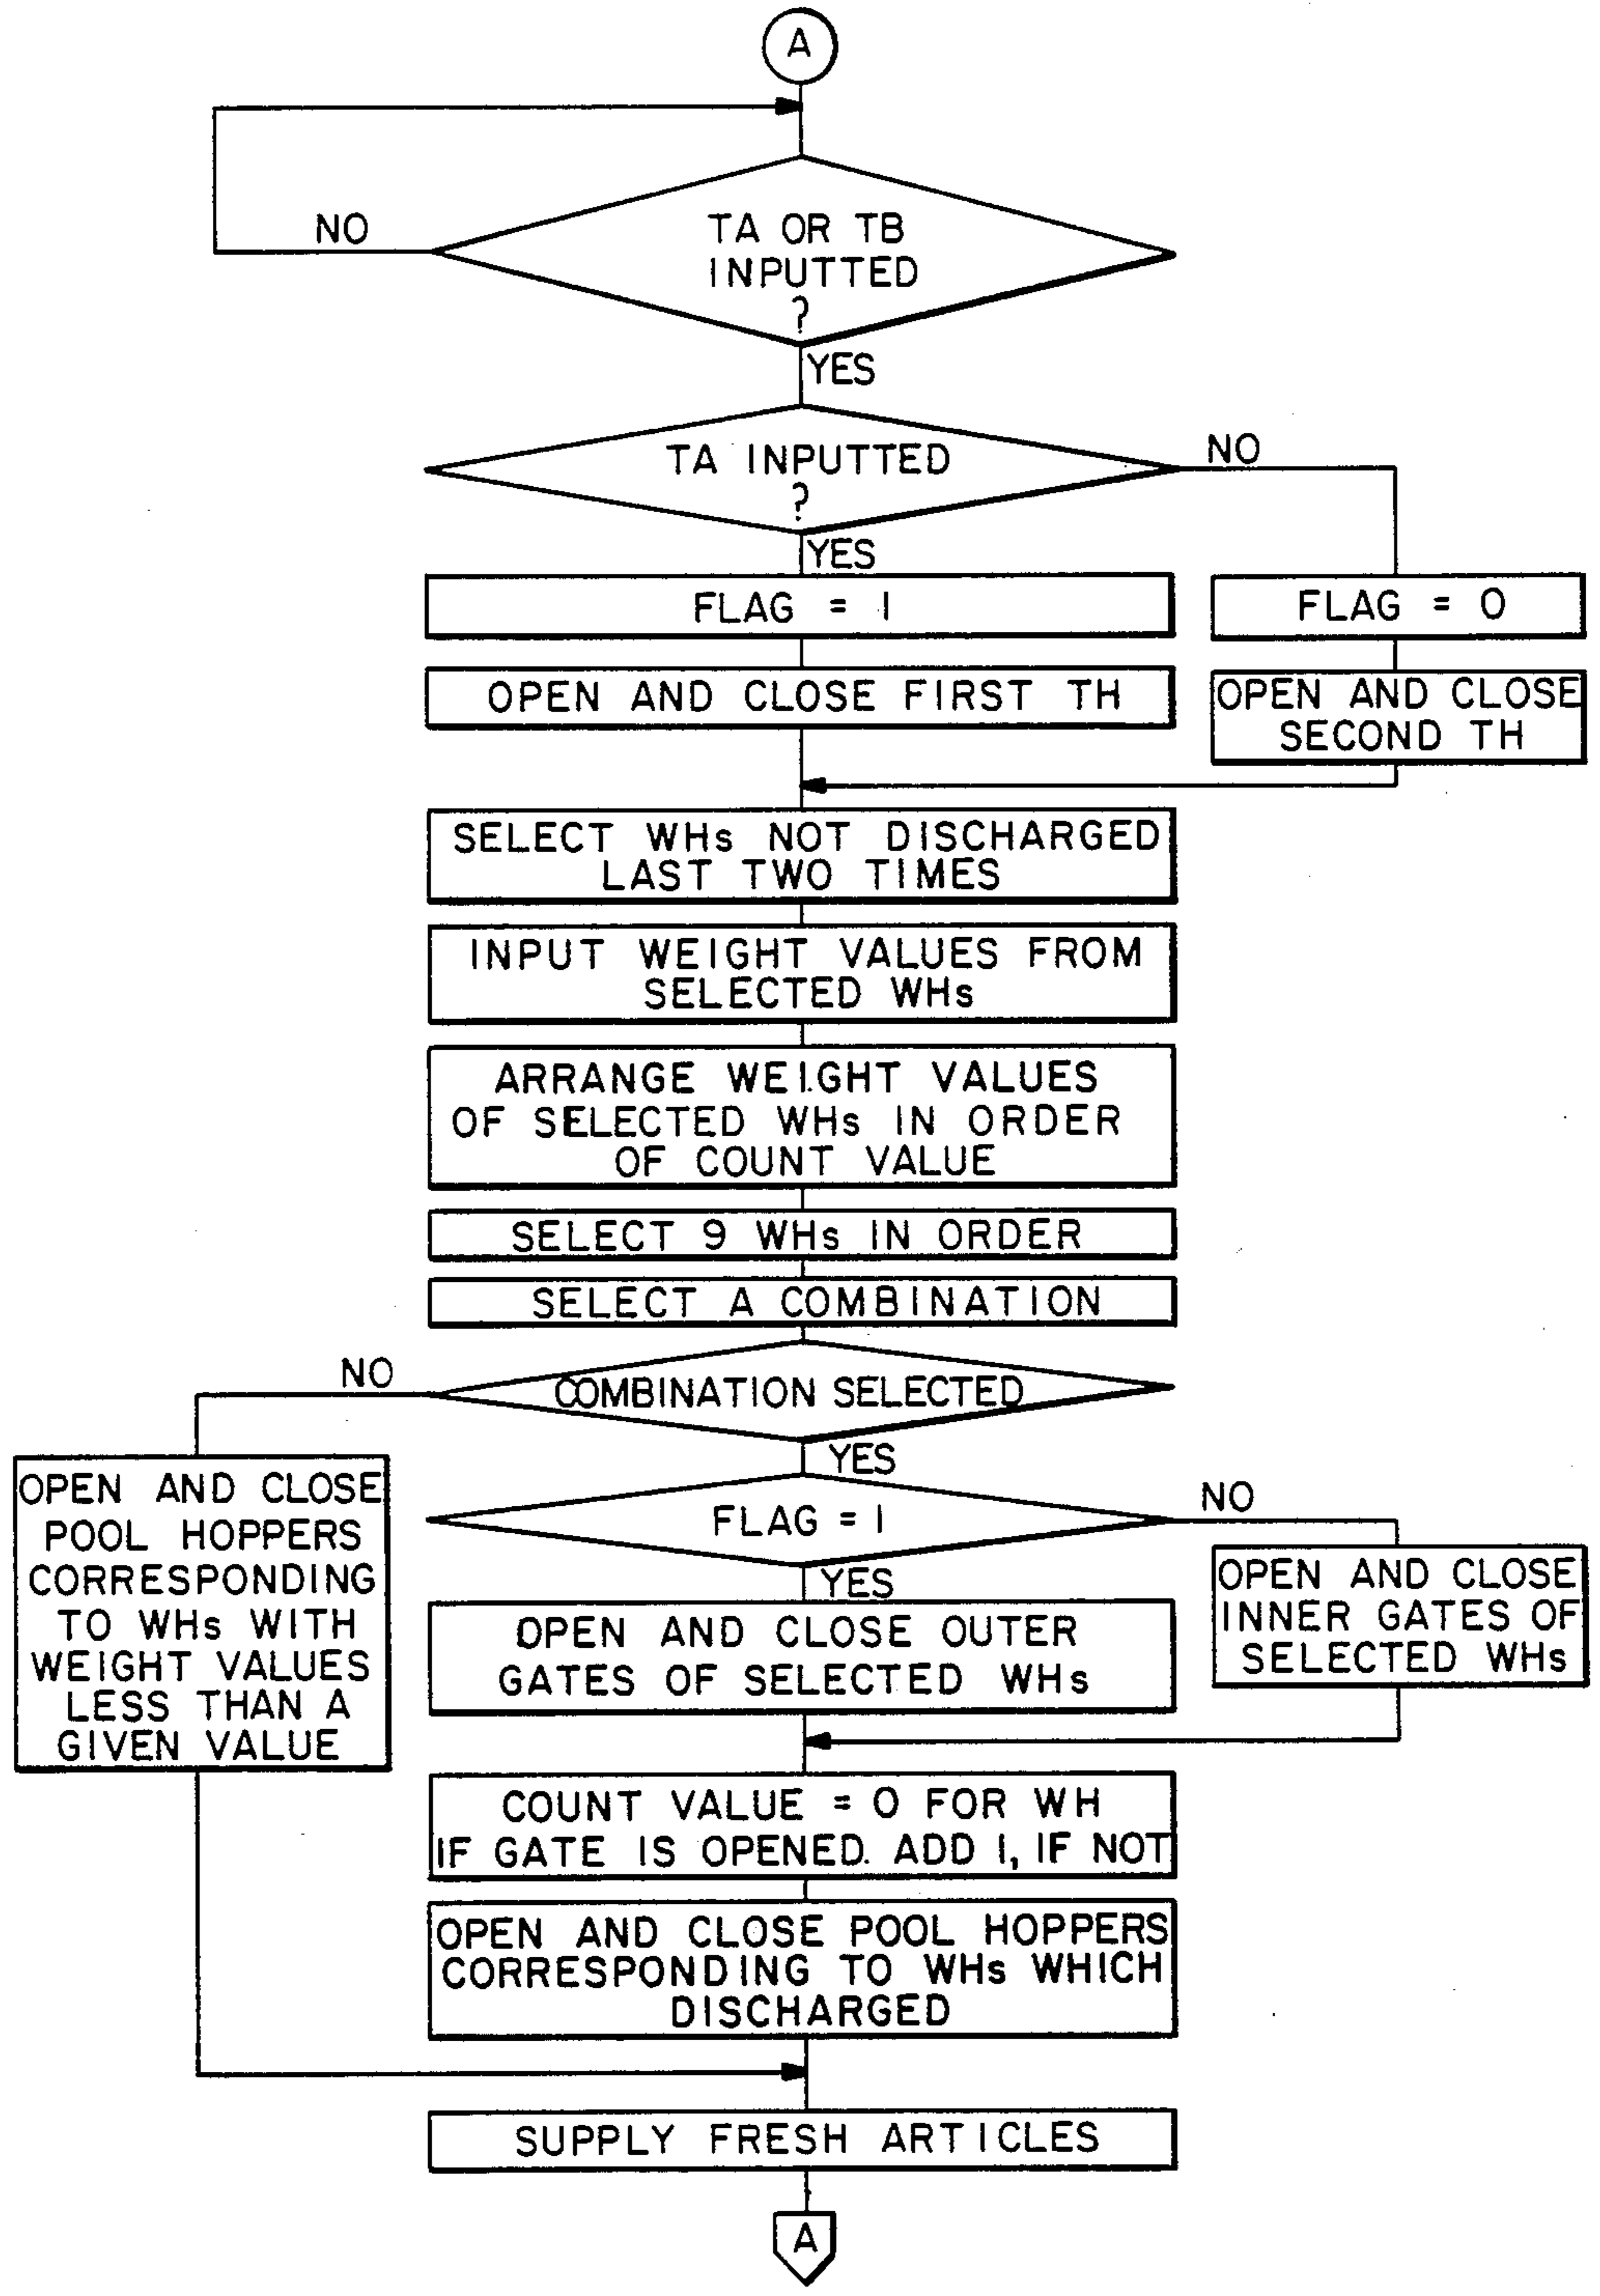 A
NO
TA OR TB
INPUTTED
?
YES
TA INPUTTED
?
NO
YES
FLAG = 1
FLAG = 0
OPEN AND CLOSE FIRST TH
OPEN AND CLOSE
SECOND TH
SELECT WHs NOT DISCHARGED
LAST TWO TIMES
INPUT WEIGHT VALUES FROM
SELECTED WHs
ARRANGE WEIGHT VALUES
OF SELECTED WHs IN ORDER
OF COUNT VALUE
SELECT 9 WHs IN ORDER
SELECT A COMBINATION
COMBINATION SELECTED
NO
YES
OPEN AND CLOSE
POOL HOPPERS
CORRESPONDING
TO WHs WITH
WEIGHT VALUES
LESS THAN A
GIVEN VALUE
FLAG = 1
NO
YES
OPEN AND CLOSE OUTER
GATES OF SELECTED WHs
OPEN AND CLOSE
INNER GATES OF
SELECTED WHs
COUNT VALUE = 0 FOR WH
IF GATE IS OPENED. ADD 1, IF NOT
OPEN AND CLOSE POOL HOPPERS
CORRESPONDING TO WHs WHICH
DISCHARGED
SUPPLY FRESH ARTICLES
A